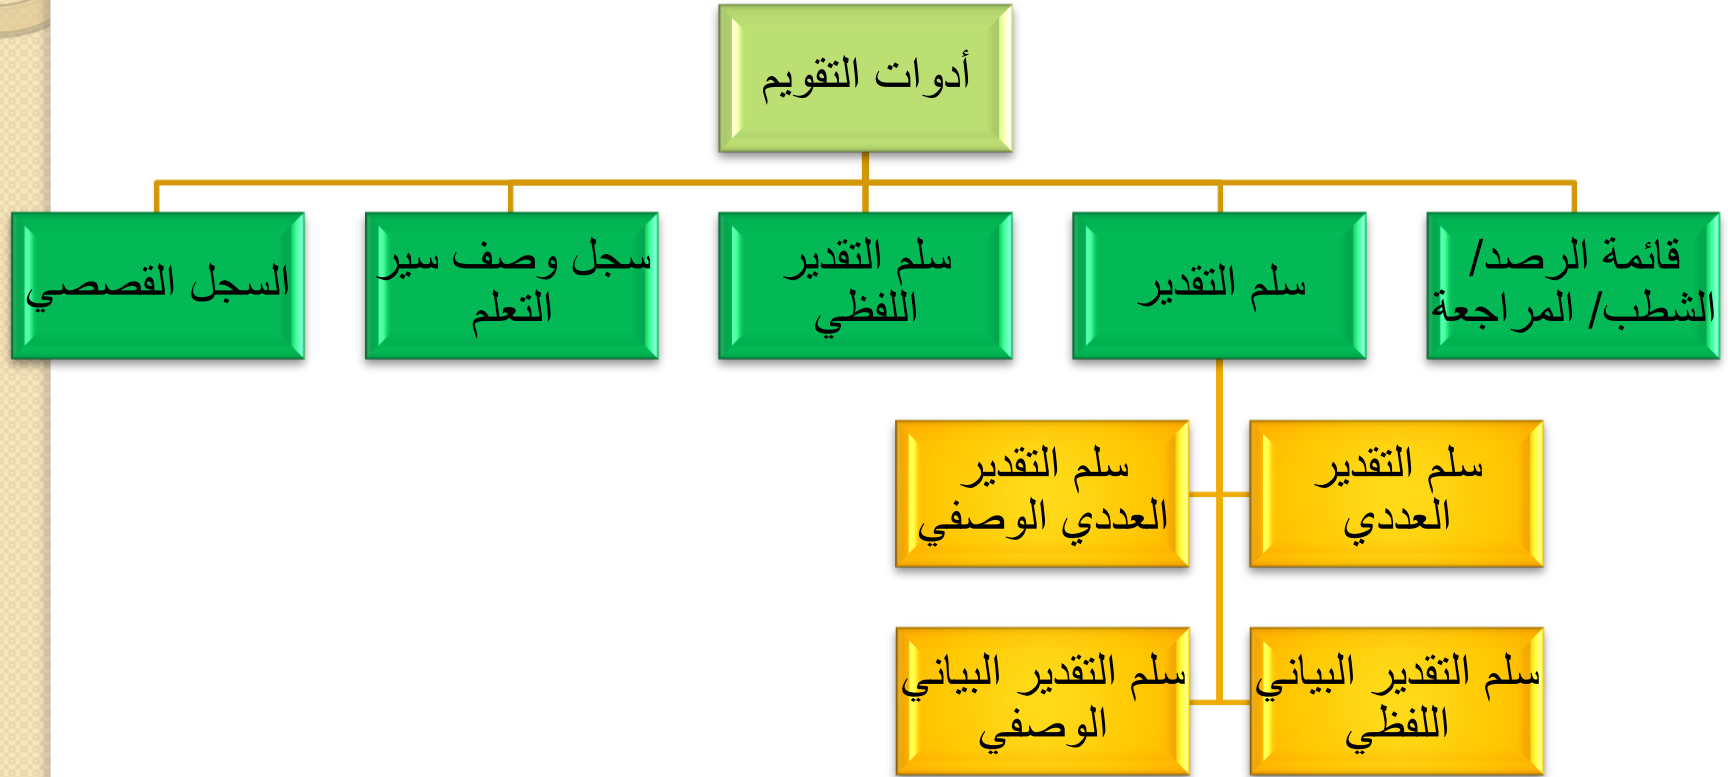 أدوات التقويم
قائمة الرصد/
الشطب/ المراجعة
سلم التقدير
سلم التقدير
اللفظي
سجل وصف سير
التعلم
السجل القصصي
سلم التقدير
العددي
سلم التقدير
العددي الوصفي
سلم التقدير البياني
اللفظي
سلم التقدير البياني
الوصفي